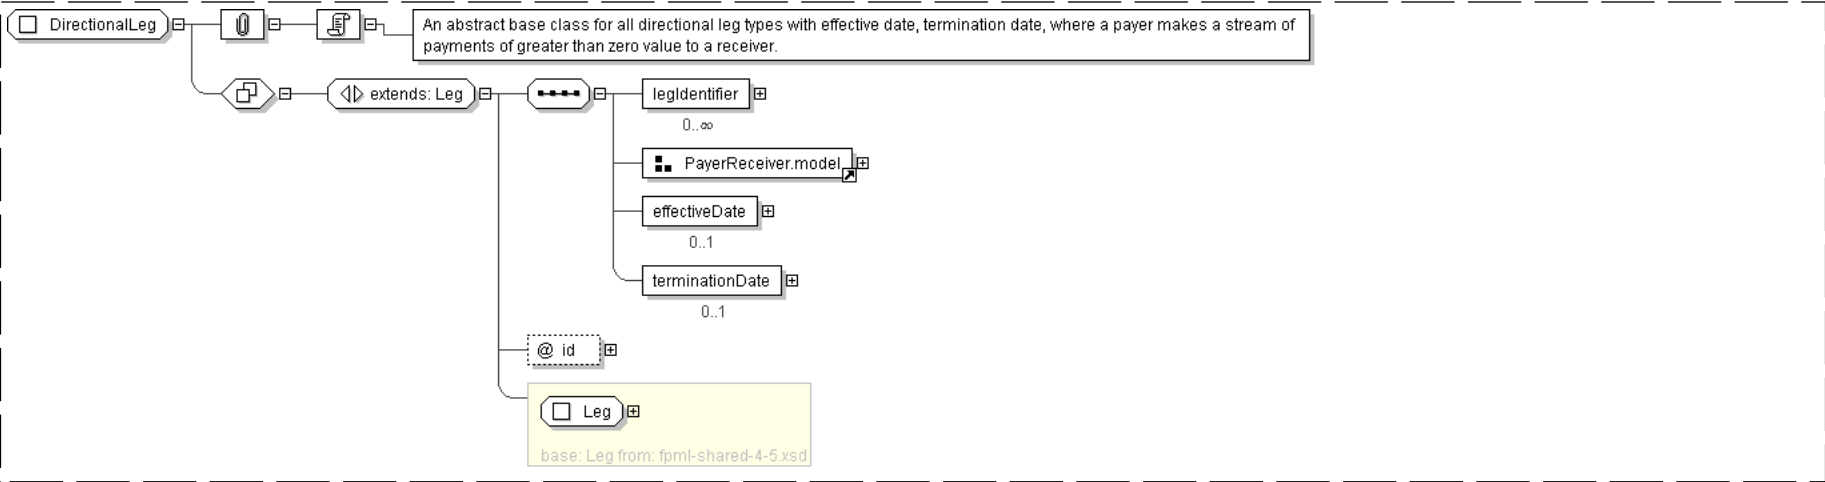 DirectionalLeg
An abstract base class for all directional leg types with effective date, termination date, where a payer makes a stream of
payments of greater than zero value to a receiver.
extends: Leg
legIdentifier
0..∞
PayerReceiver.model
effectiveDate
0..1
terminationDate
0..1
@ id
Leg
base: Leg from: fpml-shared-4-5.xsd